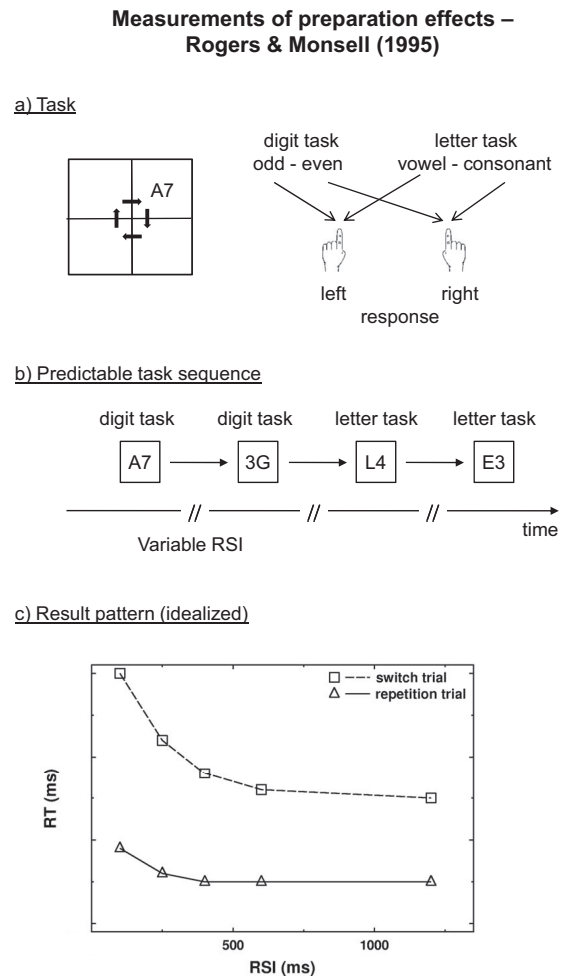 Measurements of preparation effects –
Rogers & Monsell (1995)
a) Task
A7
digit task
odd - even
letter task
vowel - consonant
left
right
response
b) Predictable task sequence
digit task digit task letter task letter task
A7 3G L4 E3
time
Variable RSI
c) Result pattern (idealized)
switch trial
repetition trial
RT (ms)
500 1000
RSI (ms)